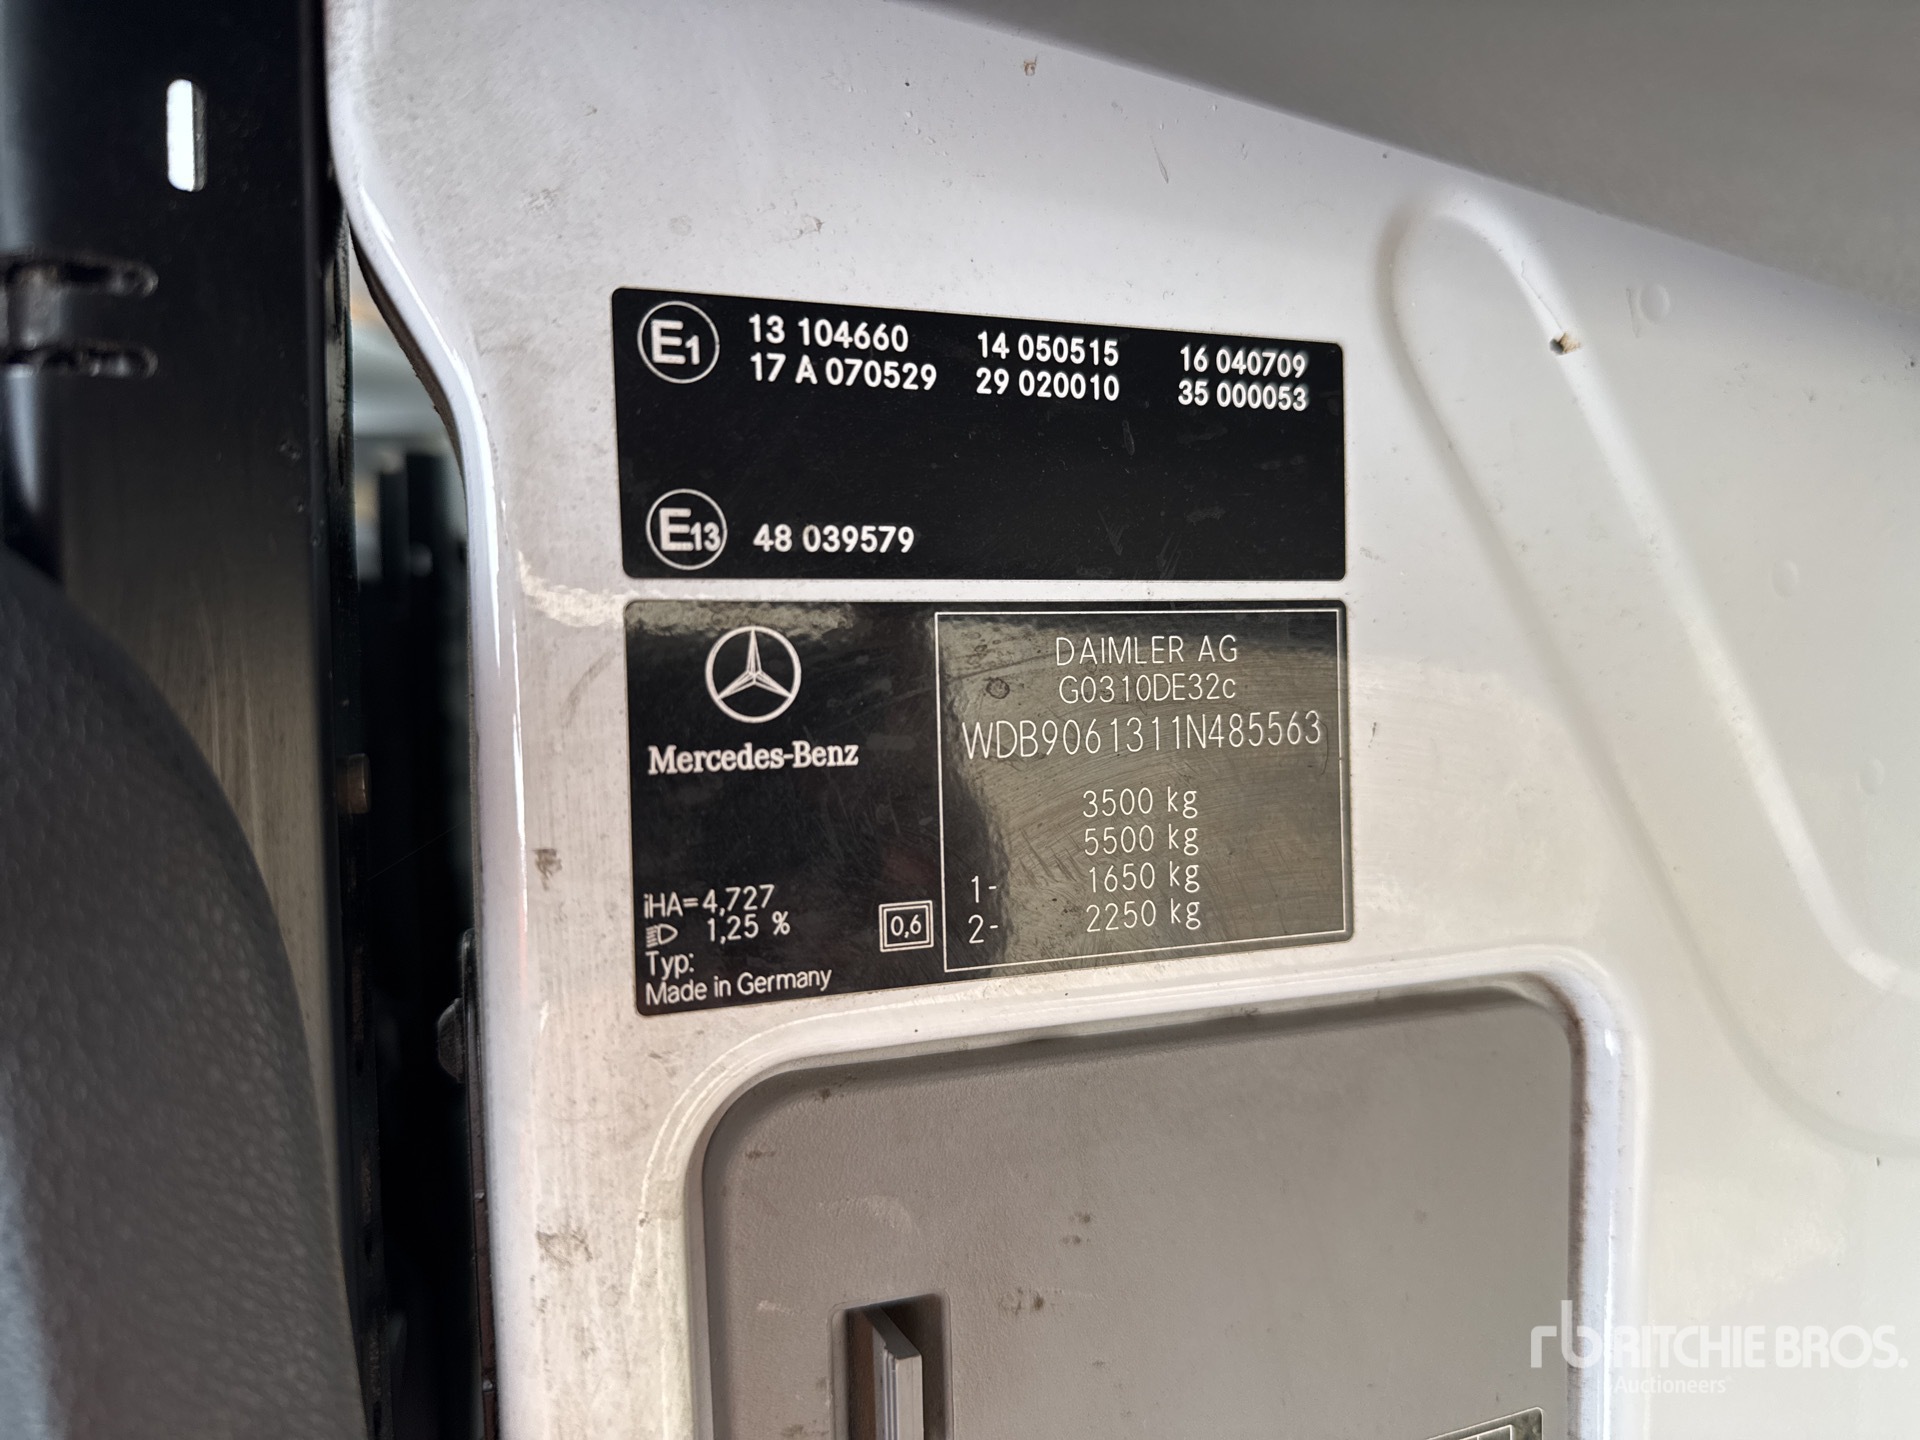 E1 13 104660 14 050515 16 040709
17 A 070529 29 020010 35 000053
E13 48 039579
Mercedes-Benz
iHA=4,727
1,25 %
Typ:
Made in Germany
0,6
DAIMLER AG
G0310DE32c
WDB9061311N485563
3500 kg
5500 kg
1- 1650 kg
2- 2250 kg
rb RITCHIE BROS.
Auctioneers